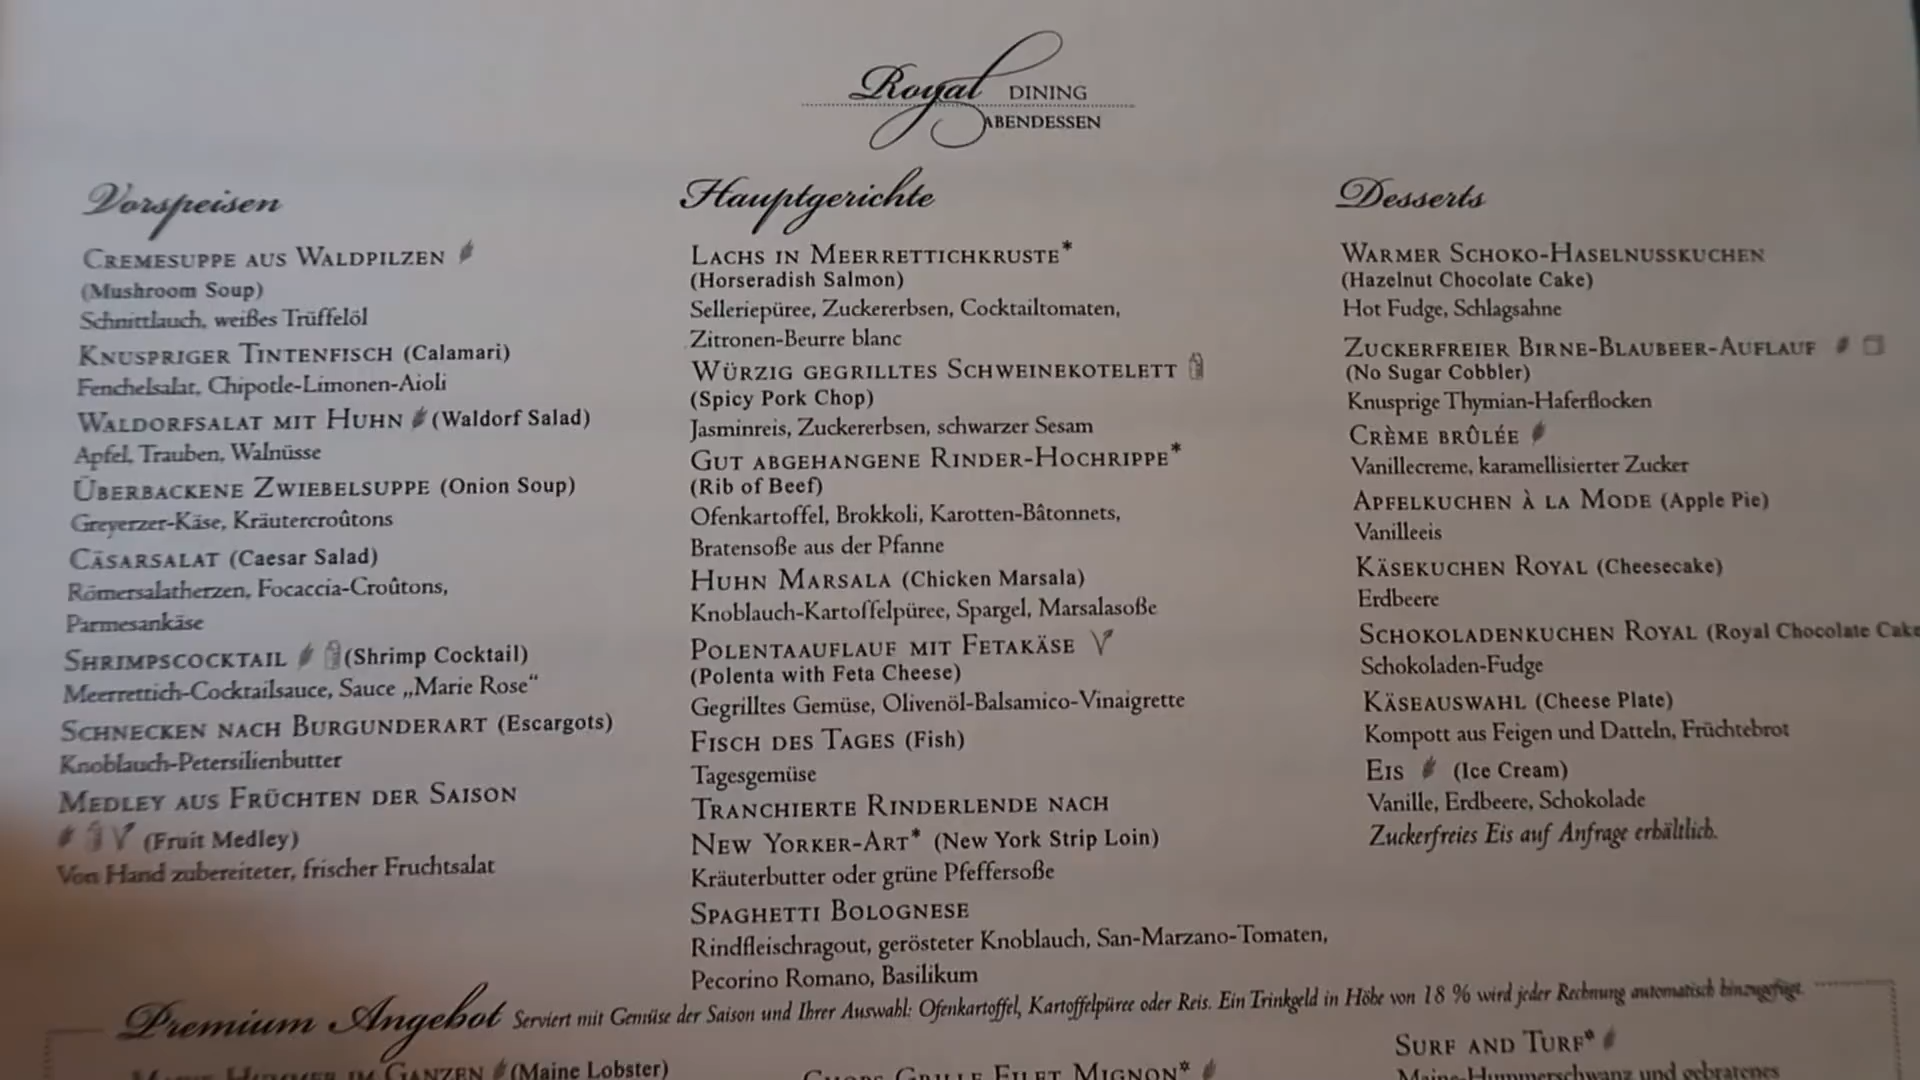 Royal DINING
ABENDESSEN
Vorspeisen
CREMESUPPE AUS WALDPILZEN
(Mushroom Soup)
Schnittlauch, weißes Trüffelöl
KNUSPRIGER TINTENFISCH (Calamari)
Fenchelsalat, Chipotle-Limonen-Aioli
WALDORFSALAT MIT HUHN (Waldorf Salad)
Apfel, Trauben, Walnüsse
ÜBERBACKENE ZWIEBELSUPPE (Onion Soup)
Greyerzer-Käse, Kräutercroûtons
CÄSARSALAT (Caesar Salad)
Römersalatherzen, Focaccia-Croûtons,
Parmesankäse
SHRIMPSCOCKTAIL (Shrimp Cocktail)
Meerrettich-Cocktailsauce, Sauce „Marie Rose“
SCHNECKEN NACH BURGUNDERART (Escargots)
Knoblauch-Petersilienbutter
MEDLEY AUS FRÜCHTEN DER SAISON
(Fruit Medley)
Von Hand zubereiteter, frischer Fruchtsalat
Hauptgerichte
LACHS IN MEERRETTICHKRUSTE*
(Horseradish Salmon)
Selleriepüree, Zuckererbsen, Cocktailtomaten,
Zitronen-Beurre blanc
WÜRZIG GEGRILLTES SCHWEINEKOTELETT
(Spicy Pork Chop)
Jasminreis, Zuckererbsen, schwarzer Sesam
GUT ABGEHANGENE RINDER-HOCHRIPPE*
(Rib of Beef)
Ofenkartoffel, Brokkoli, Karotten-Bâtonnets,
Bratensoße aus der Pfanne
HUHN MARSALA (Chicken Marsala)
Knoblauch-Kartoffelpüree, Spargel, Marsalasoße
POLENTAAUFLAUF MIT FETAKÄSE
(Polenta with Feta Cheese)
Gegrilltes Gemüse, Olivenöl-Balsamico-Vinaigrette
FISCH DES TAGES (Fish)
Tagesgemüse
TRANCHIERTE RINDERLENDE NACH
NEW YORKER-ART* (New York Strip Loin)
Kräuterbutter oder grüne Pfeffersoße
SPAGHETTI BOLOGNESE
Rindfleischragout, gerösteter Knoblauch, San-Marzano-Tomaten,
Pecorino Romano, Basilikum
Desserts
WARMER SCHOKO-HASELNUSSKUCHEN
(Hazelnut Chocolate Cake)
Hot Fudge, Schlagsahne
ZUCKERFREIER BIRNE-BLAUBEER-AUFLAUF
(No Sugar Cobbler)
Knusprige Thymian-Haferflocken
CRÈME BRÛLÉE
Vanillecreme, karamellisierter Zucker
APFELKUCHEN À LA MODE (Apple Pie)
Vanilleeis
KÄSEKUCHEN ROYAL (Cheesecake)
Erdbeere
SCHOKOLADENKUCHEN ROYAL (Royal Chocolate Cake
Schokoladen-Fudge
KÄSEAUSWAHL (Cheese Plate)
Kompott aus Feigen und Datteln, Früchtebrot
EIS (Ice Cream)
Vanille, Erdbeere, Schokolade
Zuckerfreies Eis auf Anfrage erhältlich.
Premium Angebot Serviert mit Gemüse der Saison und Ihrer Auswahl: Ofenkartoffel, Kartoffelpüree oder Reis. Ein Trinkgeld in Höhe von 18 % wird jeder Rechnung automatisch hinzugefügt.
IM GANZEN (Maine Lobster)
GRILLE FILET MIGNON*
SURF AND TURF*
Maine-Hummerschwanz und gebratenes